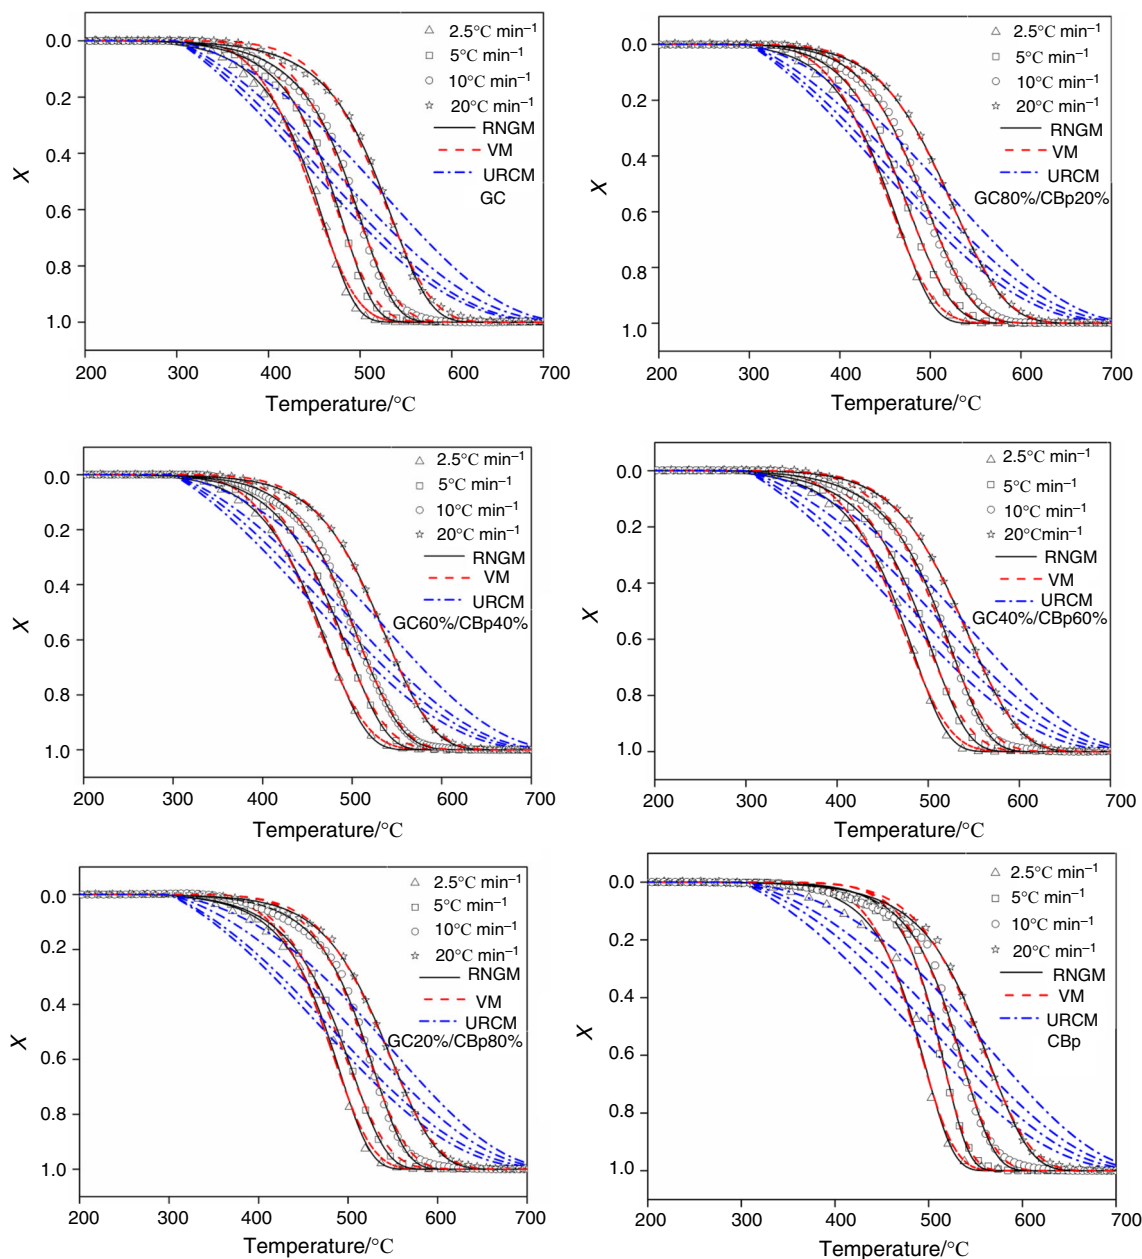 0.0
0.2
0.4
0.6
0.8
1.0
X
2.5°C min⁻¹
5°C min⁻¹
10°C min⁻¹
20°C min⁻¹
RNGM
VM
URCM
GC
200 300 400 500 600 700
Temperature/°C
0.0
0.2
0.4
0.6
0.8
1.0
X
2.5°C min⁻¹
5°C min⁻¹
10°C min⁻¹
20°C min⁻¹
RNGM
VM
URCM
GC80%/CBp20%
200 300 400 500 600 700
Temperature/°C
0.0
0.2
0.4
0.6
0.8
1.0
X
2.5°C min⁻¹
5°C min⁻¹
10°C min⁻¹
20°C min⁻¹
RNGM
VM
URCM
GC60%/CBp40%
200 300 400 500 600 700
Temperature/°C
0.0
0.2
0.4
0.6
0.8
1.0
X
2.5°C min⁻¹
5°C min⁻¹
10°C min⁻¹
20°Cmin⁻¹
RNGM
VM
URCM
GC40%/CBp60%
200 300 400 500 600 700
Temperature/°C
0.0
0.2
0.4
0.6
0.8
1.0
X
2.5°C min⁻¹
5°C min⁻¹
10°C min⁻¹
20°C min⁻¹
RNGM
VM
URCM
GC20%/CBp80%
200 300 400 500 600 700
Temperature/°C
0.0
0.2
0.4
0.6
0.8
1.0
X
2.5°C min⁻¹
5°C min⁻¹
10°C min⁻¹
20°C min⁻¹
RNGM
VM
URCM
CBp
200 300 400 500 600 700
Temperature/°C